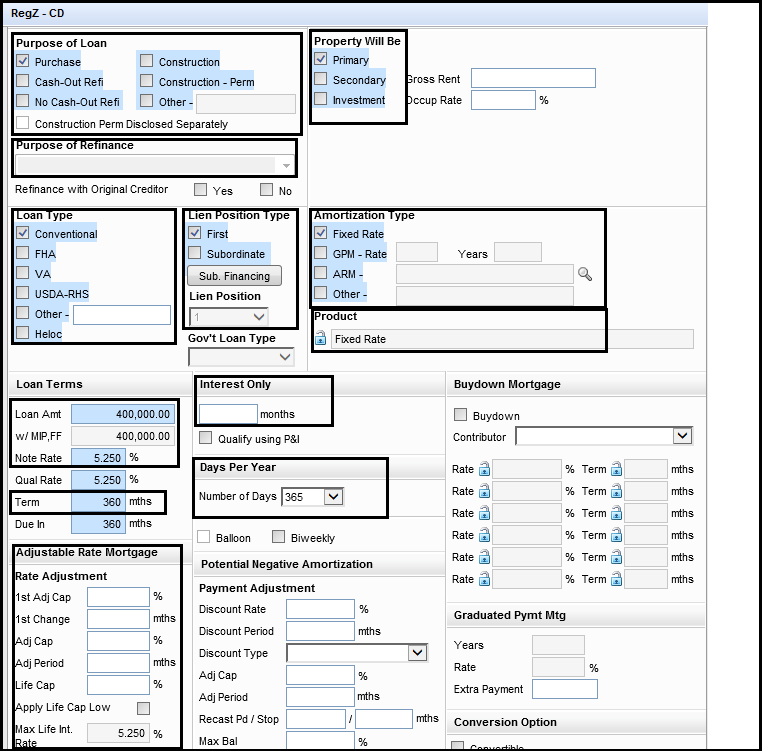 RegZ - CD
Purpose of Loan
Purchase
Construction
Cash-Out Refi
Construction - Perm
No Cash-Out Refi
Other -
Construction Perm Disclosed Separately
Property Will Be
Primary
Secondary
Investment
Gross Rent
Occup Rate
%
Purpose of Refinance
Refinance with Original Creditor
Yes
No
Loan Type
Conventional
FHA
VA
USDA-RHS
Other -
Heloc
Lien Position Type
First
Subordinate
Sub. Financing
Lien Position
1
Gov't Loan Type
Amortization Type
Fixed Rate
GPM - Rate
Years
ARM -
Other -
Product
Fixed Rate
Loan Terms
Loan Amt 400,000.00
w/ MIP,FF 400,000.00
Note Rate 5.250 %
Qual Rate 5.250 %
Term 360 mths
Due In 360 mths
Adjustable Rate Mortgage
Rate Adjustment
1st Adj Cap %
1st Change mths
Adj Cap %
Adj Period mths
Life Cap %
Apply Life Cap Low
Max Life Int. Rate 5.250 %
Interest Only
months
Qualify using P&I
Days Per Year
Number of Days 365
Balloon
Biweekly
Potential Negative Amortization
Payment Adjustment
Discount Rate %
Discount Period mths
Discount Type
Adj Cap %
Adj Period mths
Recast Pd / Stop / mths
Max Bal %
Buydown Mortgage
Buydown
Contributor
Rate % Term mths
Rate % Term mths
Rate % Term mths
Rate % Term mths
Rate % Term mths
Rate % Term mths
Graduated Pymt Mtg
Years
Rate %
Extra Payment
Conversion Option
Convertible